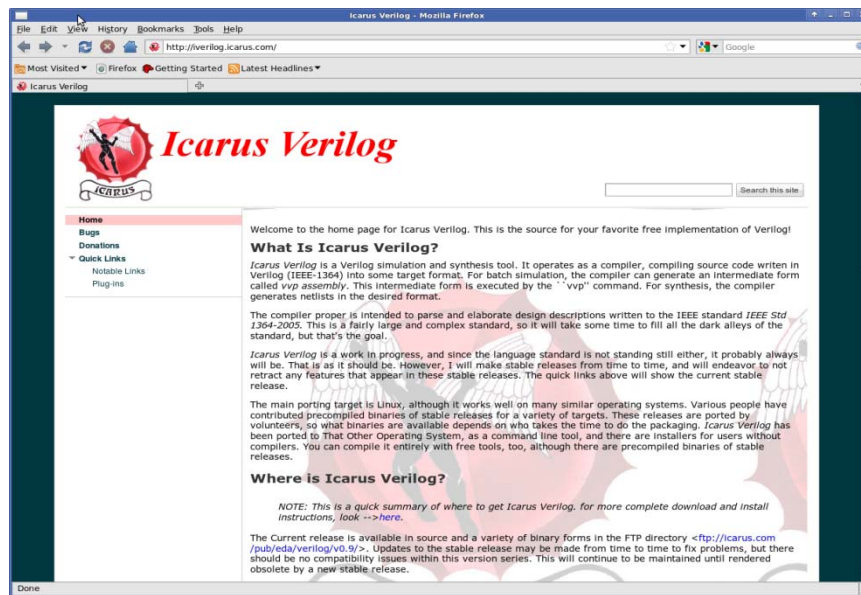 Icarus Verilog - Mozilla Firefox
File Edit View History Bookmarks Tools Help
http://iverilog.icarus.com/
Google
Most Visited Firefox Getting Started Latest Headlines
Icarus Verilog
Icarus Verilog
ICARUS
Search this site
Home
Bugs
Donations
Quick Links
Notable Links
Plug-ins
Welcome to the home page for Icarus Verilog. This is the source for your favorite free implementation of Verilog!
What Is Icarus Verilog?
Icarus Verilog is a Verilog simulation and synthesis tool. It operates as a compiler, compiling source code writen in
Verilog (IEEE-1364) into some target format. For batch simulation, the compiler can generate an intermediate form
called vvp assembly. This intermediate form is executed by the ``vvp'' command. For synthesis, the compiler
generates netlists in the desired format.
The compiler proper is intended to parse and elaborate design descriptions written to the IEEE standard IEEE Std
1364-2005. This is a fairly large and complex standard, so it will take some time to fill all the dark alleys of the
standard, but that's the goal.
Icarus Verilog is a work in progress, and since the language standard is not standing still either, it probably always
will be. That is as it should be. However, I will make stable releases from time to time, and will endeavor to not
retract any features that appear in these stable releases. The quick links above will show the current stable
release.
The main porting target is Linux, although it works well on many similar operating systems. Various people have
contributed precompiled binaries of stable releases for a variety of targets. These releases are ported by
volunteers, so what binaries are available depends on who takes the time to do the packaging. Icarus Verilog has
been ported to That Other Operating System, as a command line tool, and there are installers for users without
compilers. You can compile it entirely with free tools, too, although there are precompiled binaries of stable
releases.
Where is Icarus Verilog?
NOTE: This is a quick summary of where to get Icarus Verilog. for more complete download and install
instructions, look -->here.
The Current release is available in source and a variety of binary forms in the FTP directory <ftp://icarus.com
/pub/eda/verilog/v0.9/>. Updates to the stable release may be made from time to time to fix problems, but there
should be no compatibility issues within this version series. This will continue to be maintained until rendered
obsolete by a new stable release.
Done